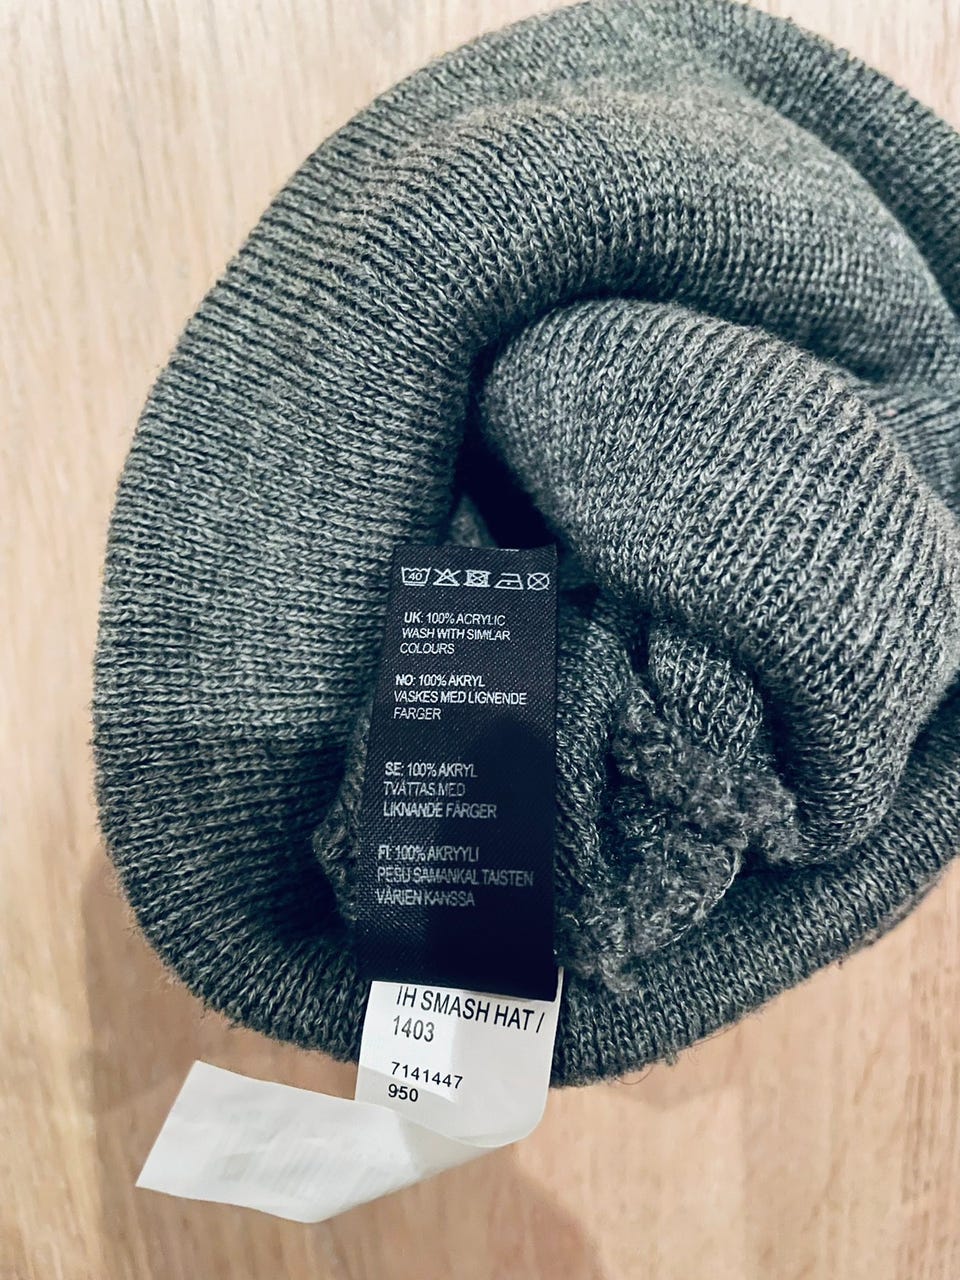 40
UK: 100% ACRYLIC
WASH WITH SIMILAR
COLOURS
NO: 100% AKRYL
VASKES MED LIGNENDE
FARGER
SE: 100% AKRYL
TVÄTTAS MED
LIKNANDE FÄRGER
FI: 100% AKRYYLI
PESU SAMANKALTAISTEN
VÄRIEN KANSSA
IH SMASH HAT /
1403
7141447
950